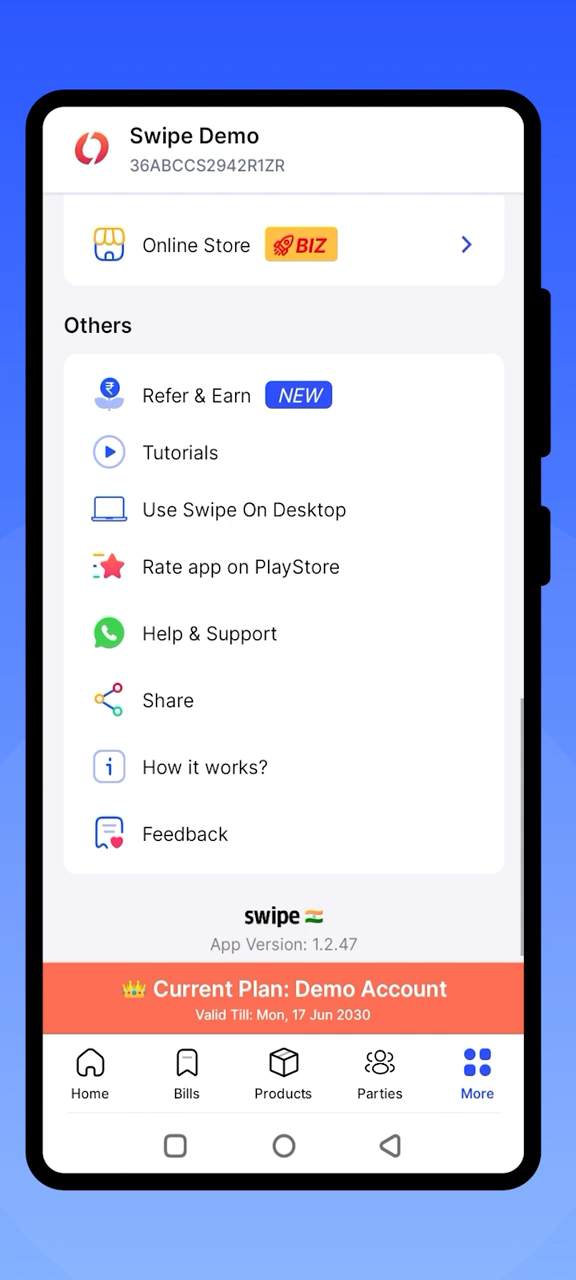 Swipe Demo
36ABCCS2942R1ZR
Online Store BIZ
Others
Refer & Earn NEW
Tutorials
Use Swipe On Desktop
Rate app on PlayStore
Help & Support
Share
How it works?
Feedback
swipe
App Version: 1.2.47
Current Plan: Demo Account
Valid Till: Mon, 17 Jun 2030
Home Bills Products Parties More